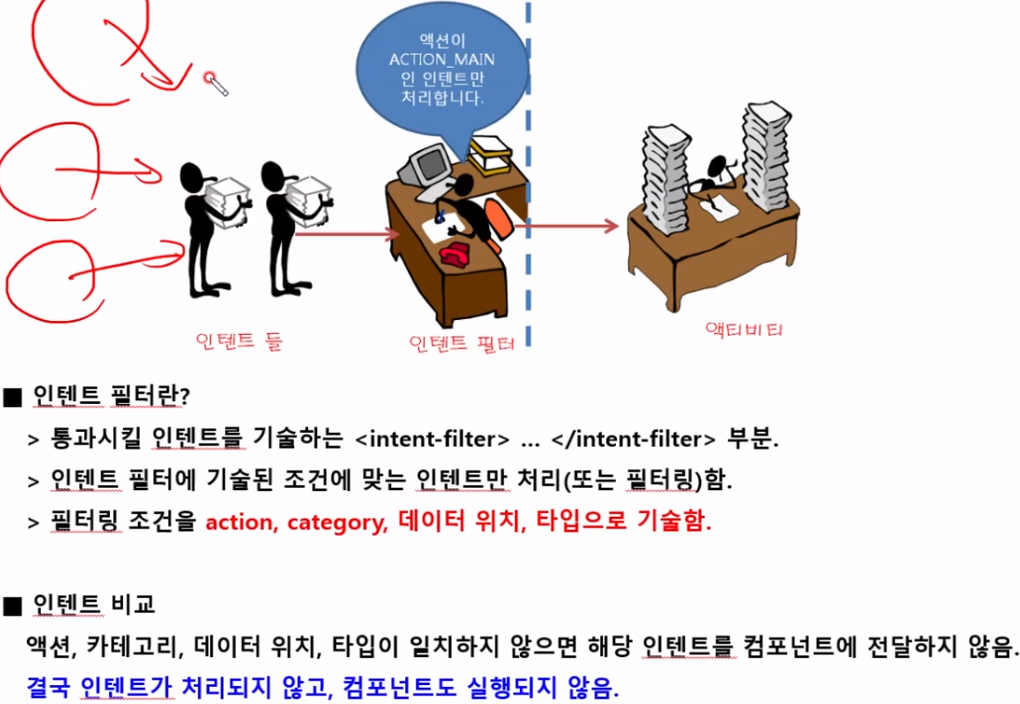 액션이
ACTION_MAIN
인 인텐트만
처리합니다.
인텐트 들
인텐트 필터
액티비티
■ 인텐트 필터란?
> 통과시킬 인텐트를 기술하는 <intent-filter> ... </intent-filter> 부분.
> 인텐트 필터에 기술된 조건에 맞는 인텐트만 처리(또는 필터링)함.
> 필터링 조건을 action, category, 데이터 위치, 타입으로 기술함.
■ 인텐트 비교
액션, 카테고리, 데이터 위치, 타입이 일치하지 않으면 해당 인텐트를 컴포넌트에 전달하지 않음.
결국 인텐트가 처리되지 않고, 컴포넌트도 실행되지 않음.